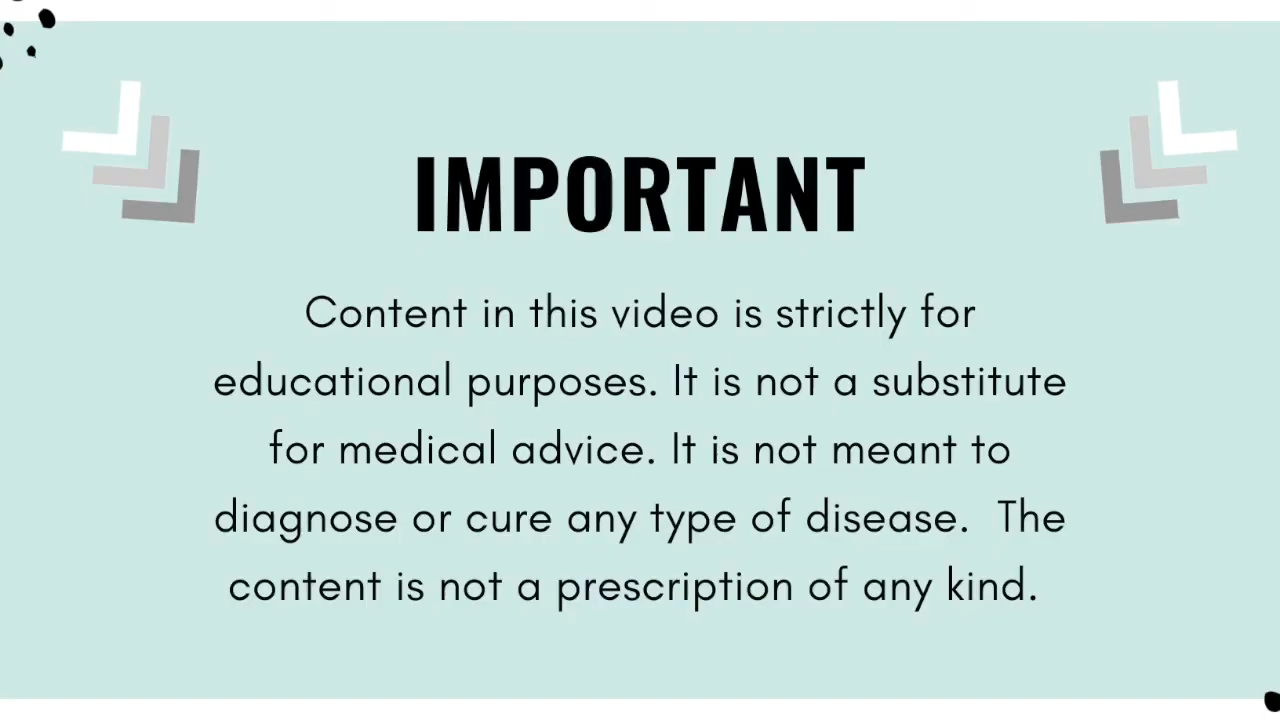 IMPORTANT
Content in this video is strictly for
educational purposes. It is not a substitute
for medical advice. It is not meant to
diagnose or cure any type of disease.  The
content is not a prescription of any kind.